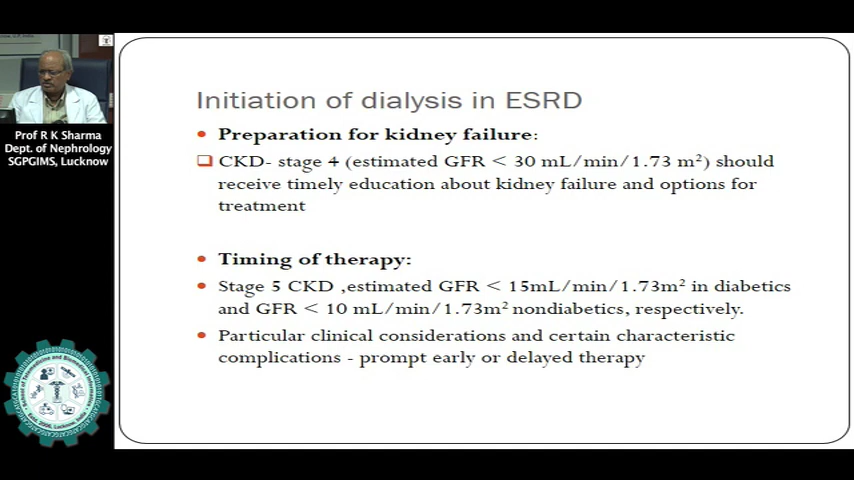 Prof R K Sharma
Dept. of Nephrology
SGPGIMS, Lucknow
Initiation of dialysis in ESRD
• Preparation for kidney failure:
❑ CKD- stage 4 (estimated GFR < 30 mL/min/1.73 m²) should
receive timely education about kidney failure and options for
treatment
• Timing of therapy:
• Stage 5 CKD ,estimated GFR < 15mL/min/1.73m² in diabetics
and GFR < 10 mL/min/1.73m² nondiabetics, respectively.
• Particular clinical considerations and certain characteristic
complications - prompt early or delayed therapy